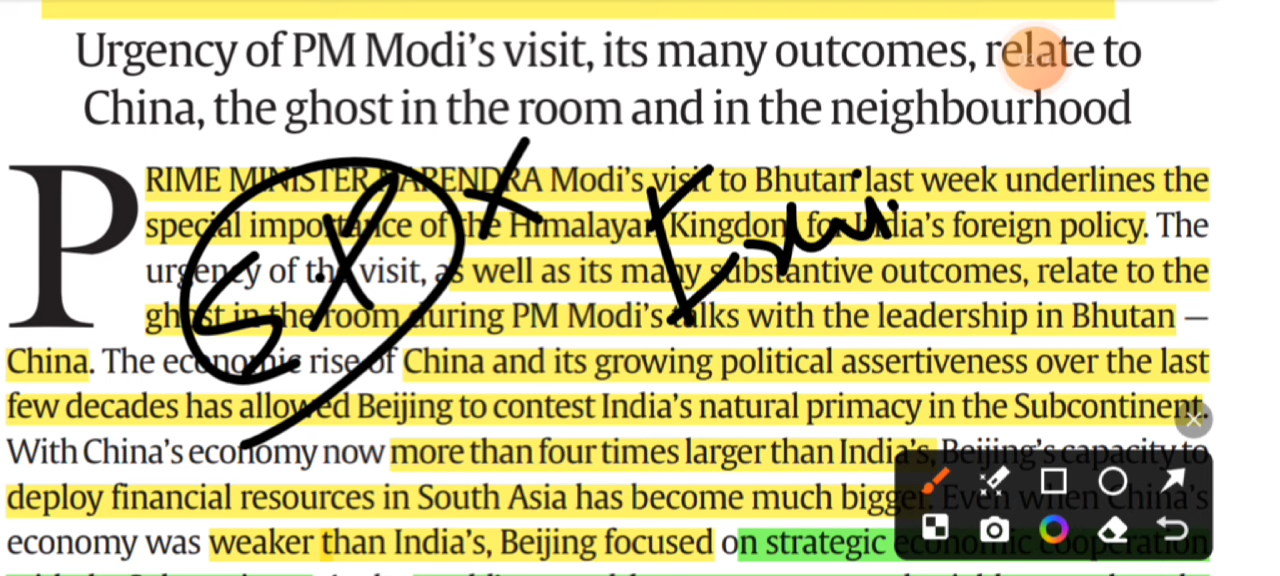 Urgency of PM Modi's visit, its many outcomes, relate to
China, the ghost in the room and in the neighbourhood
PRIME MINISTER NARENDRA Modi's visit to Bhutan last week underlines the
special importance of the Himalayan Kingdom for India's foreign policy. The
urgency of the visit, as well as its many substantive outcomes, relate to the
ghost in the room during PM Modi's talks with the leadership in Bhutan —
China. The economic rise of China and its growing political assertiveness over the last
few decades has allowed Beijing to contest India's natural primacy in the Subcontinent.
With China's economy now more than four times larger than India's, Beijing's capacity to
deploy financial resources in South Asia has become much bigger. Even when China's
economy was weaker than India's, Beijing focused on strategic economic cooperation